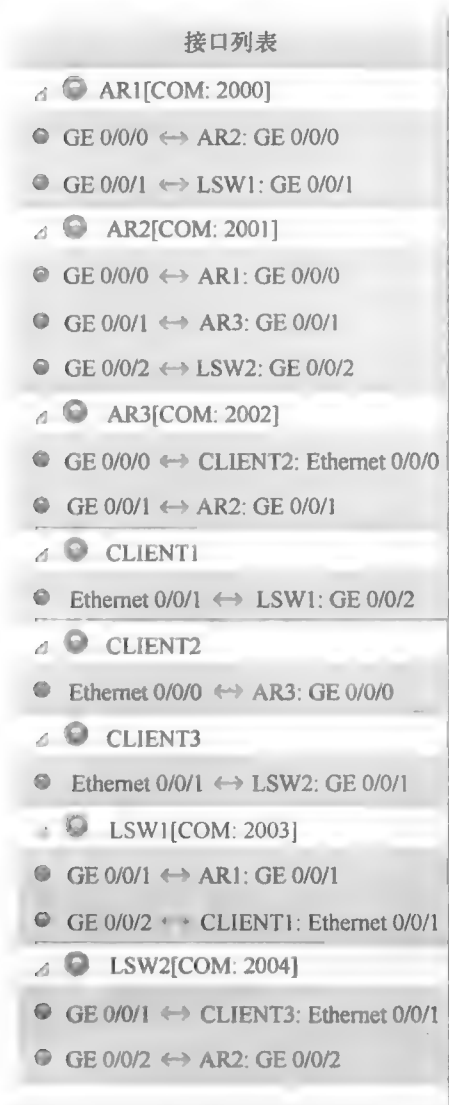 接口列表
AR1[COM: 2000]
GE 0/0/0 ↔ AR2: GE 0/0/0
GE 0/0/1 ↔ LSW1: GE 0/0/1
AR2[COM: 2001]
GE 0/0/0 ↔ AR1: GE 0/0/0
GE 0/0/1 ↔ AR3: GE 0/0/1
GE 0/0/2 ↔ LSW2: GE 0/0/2
AR3[COM: 2002]
GE 0/0/0 ↔ CLIENT2: Ethernet 0/0/0
GE 0/0/1 ↔ AR2: GE 0/0/1
CLIENT1
Ethernet 0/0/1 ↔ LSW1: GE 0/0/2
CLIENT2
Ethernet 0/0/0 ↔ AR3: GE 0/0/0
CLIENT3
Ethernet 0/0/1 ↔ LSW2: GE 0/0/1
LSW1[COM: 2003]
GE 0/0/1 ↔ AR1: GE 0/0/1
GE 0/0/2 ↔ CLIENT1: Ethernet 0/0/1
LSW2[COM: 2004]
GE 0/0/1 ↔ CLIENT3: Ethernet 0/0/1
GE 0/0/2 ↔ AR2: GE 0/0/2